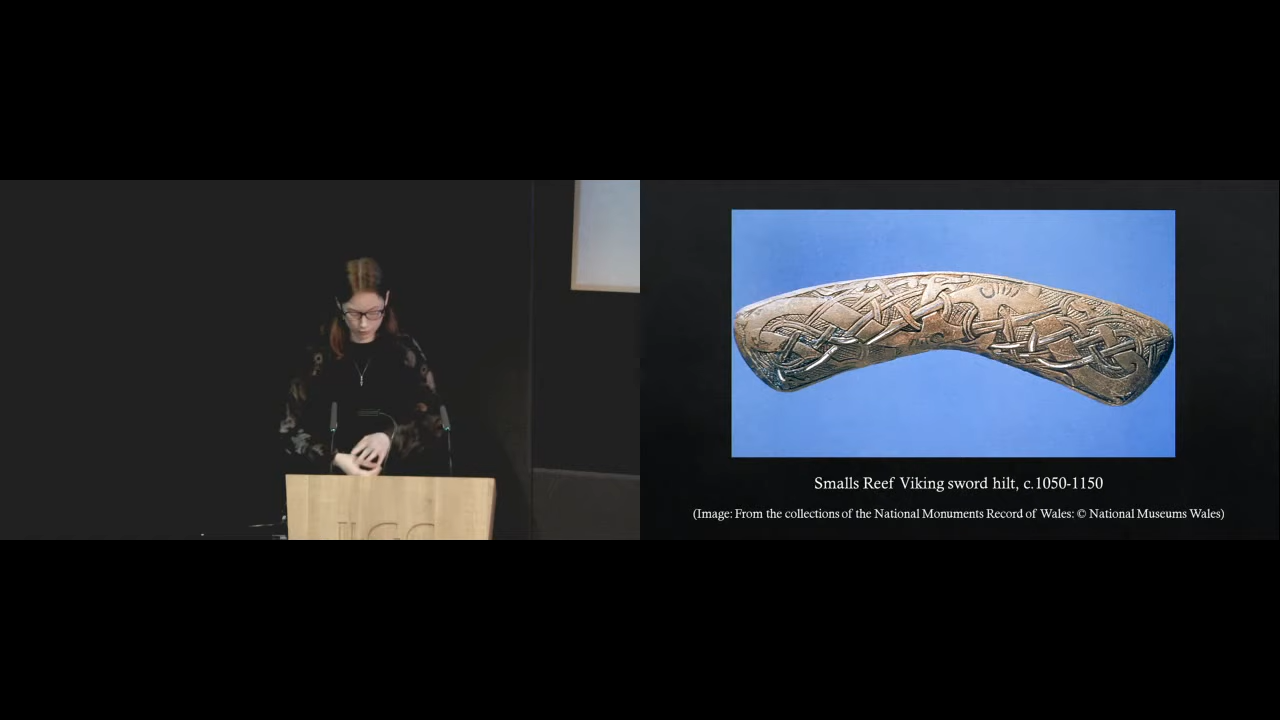 LLGC
Smalls Reef Viking sword hilt, c.1050-1150
(Image: From the collections of the National Monuments Record of Wales: © National Museums Wales)